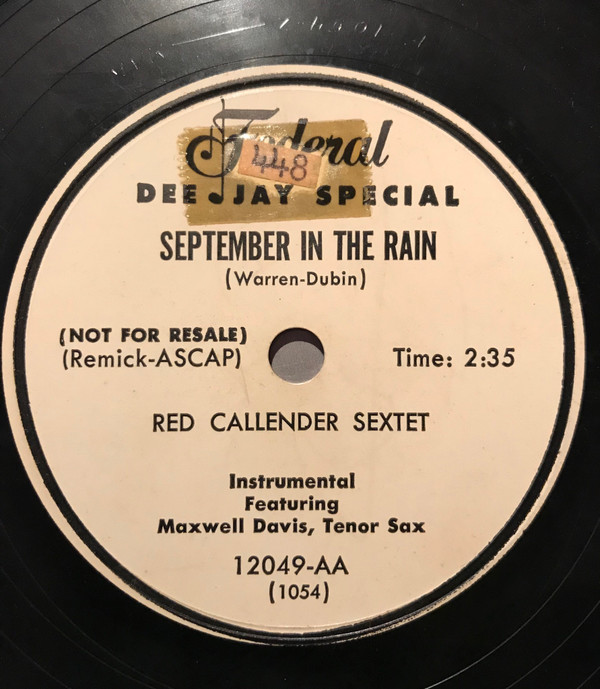 Federal
448
DEE JAY SPECIAL
SEPTEMBER IN THE RAIN
(Warren-Dubin)
(NOT FOR RESALE)
(Remick-ASCAP)
Time: 2:35
RED CALLENDER SEXTET
Instrumental
Featuring
Maxwell Davis, Tenor Sax
12049-AA
(1054)